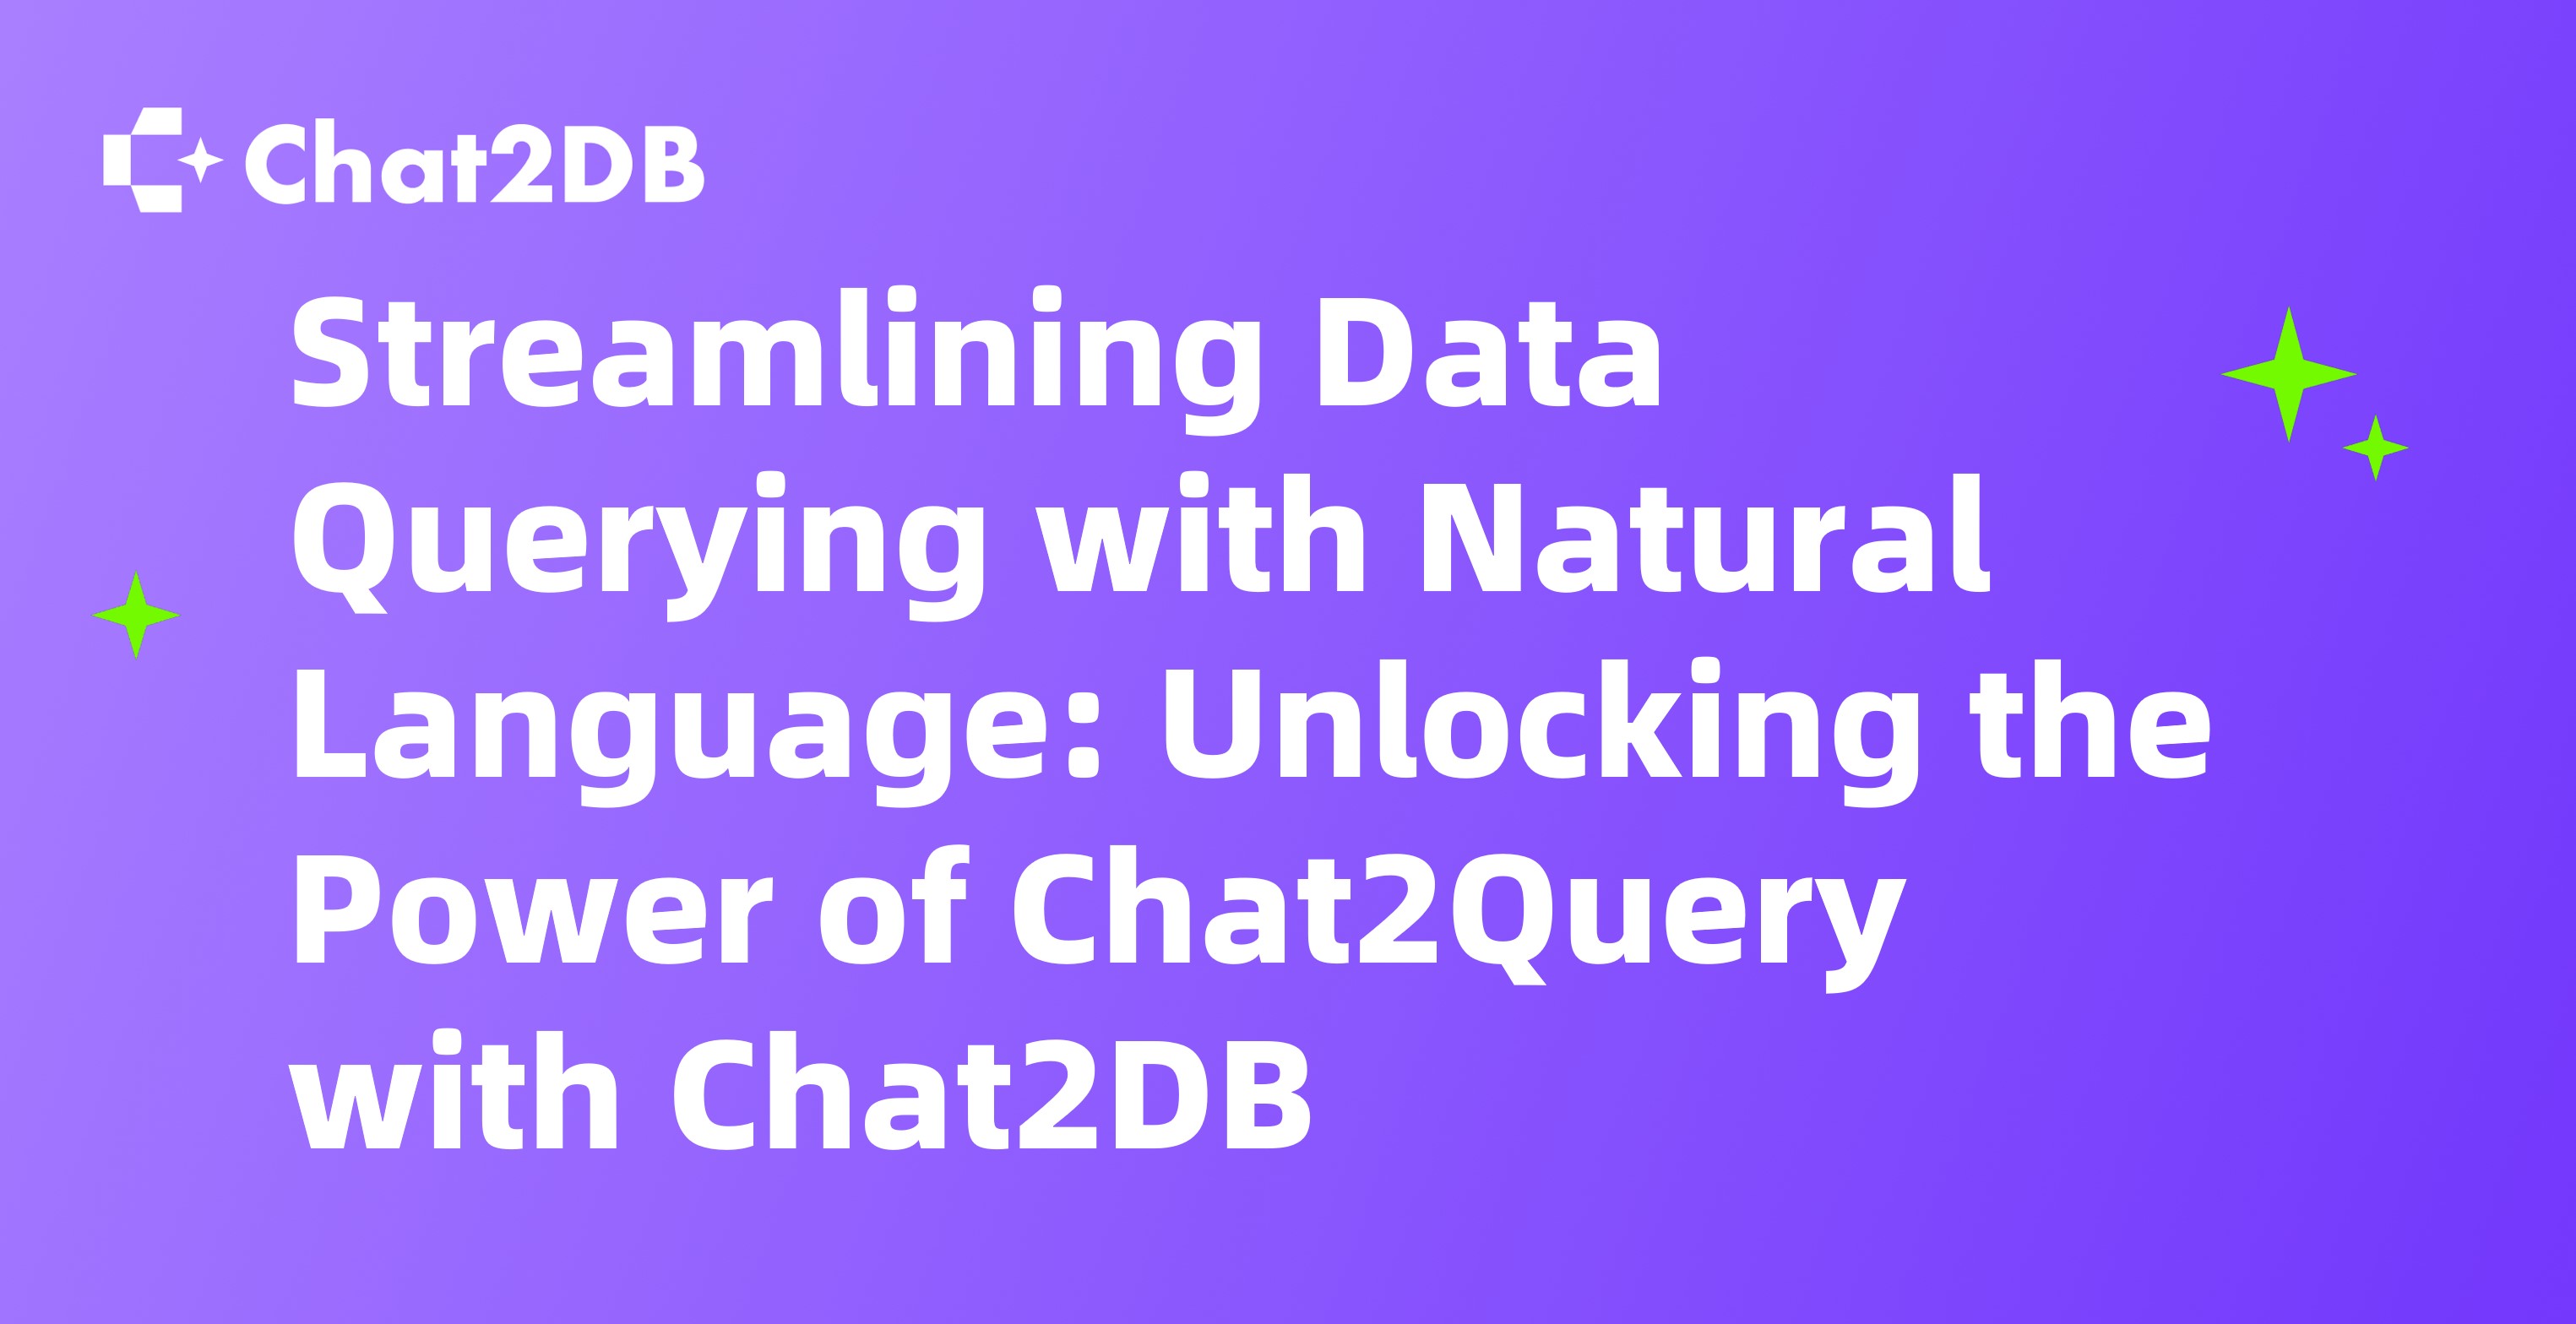 Chat2DB
Streamlining Data
Querying with Natural
Language: Unlocking the
Power of Chat2Query
with Chat2DB